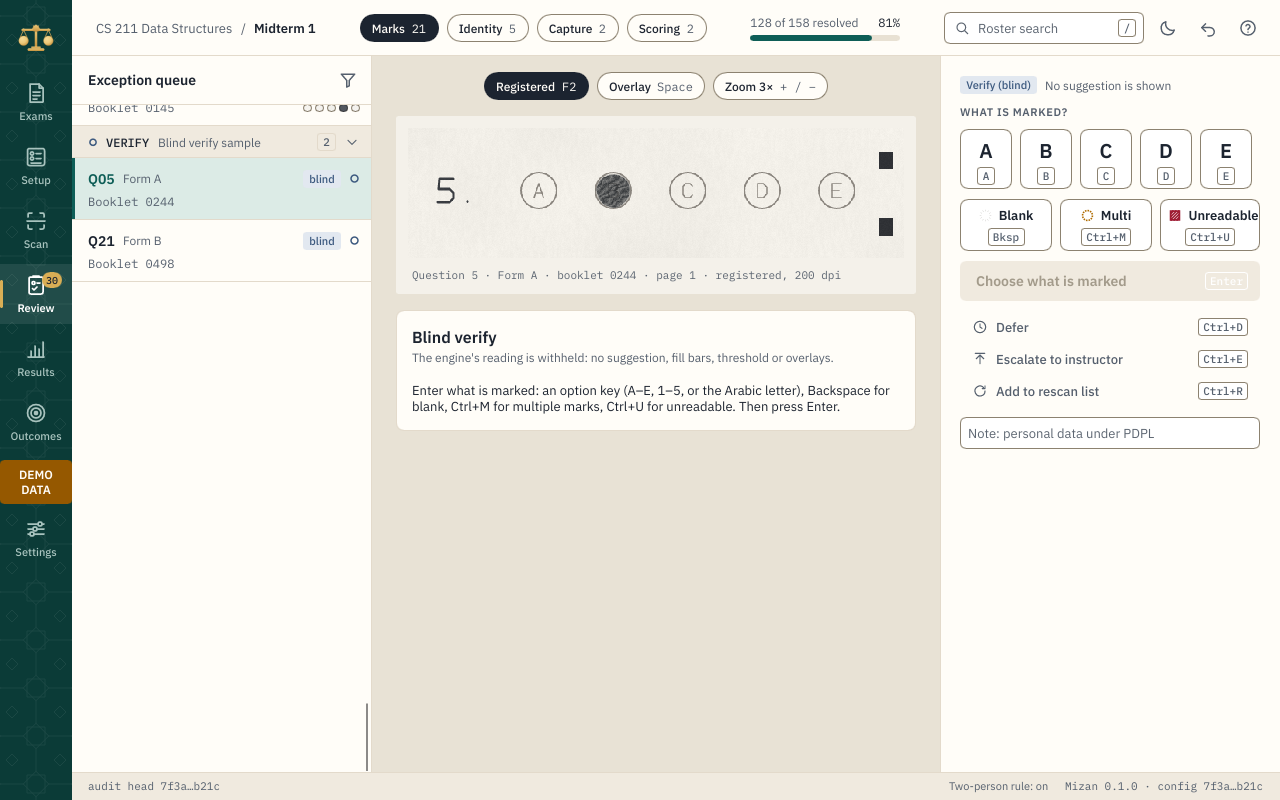 CS 211 Data Structures / Midterm 1
Marks 21
Identity 5
Capture 2
Scoring 2
128 of 158 resolved 81%
Roster search /
Exams
Setup
Scan
30
Review
Results
Outcomes
DEMO
DATA
Settings
Exception queue
Booklet 0145
VERIFY Blind verify sample 2
Q05 Form A blind
Booklet 0244
Q21 Form B blind
Booklet 0498
Registered F2
Overlay Space
Zoom 3× + / −
5. A C D E
Question 5 · Form A · booklet 0244 · page 1 · registered, 200 dpi
Blind verify
The engine's reading is withheld: no suggestion, fill bars, threshold or overlays.
Enter what is marked: an option key (A–E, 1–5, or the Arabic letter), Backspace for
blank, Ctrl+M for multiple marks, Ctrl+U for unreadable. Then press Enter.
Verify (blind) No suggestion is shown
WHAT IS MARKED?
A B C D E
A B C D E
Blank Multi Unreadable
Bksp Ctrl+M Ctrl+U
Choose what is marked Enter
Defer Ctrl+D
Escalate to instructor Ctrl+E
Add to rescan list Ctrl+R
Note: personal data under PDPL
audit head 7f3a…b21c
Two-person rule: on Mizan 0.1.0 · config 7f3a…b21c